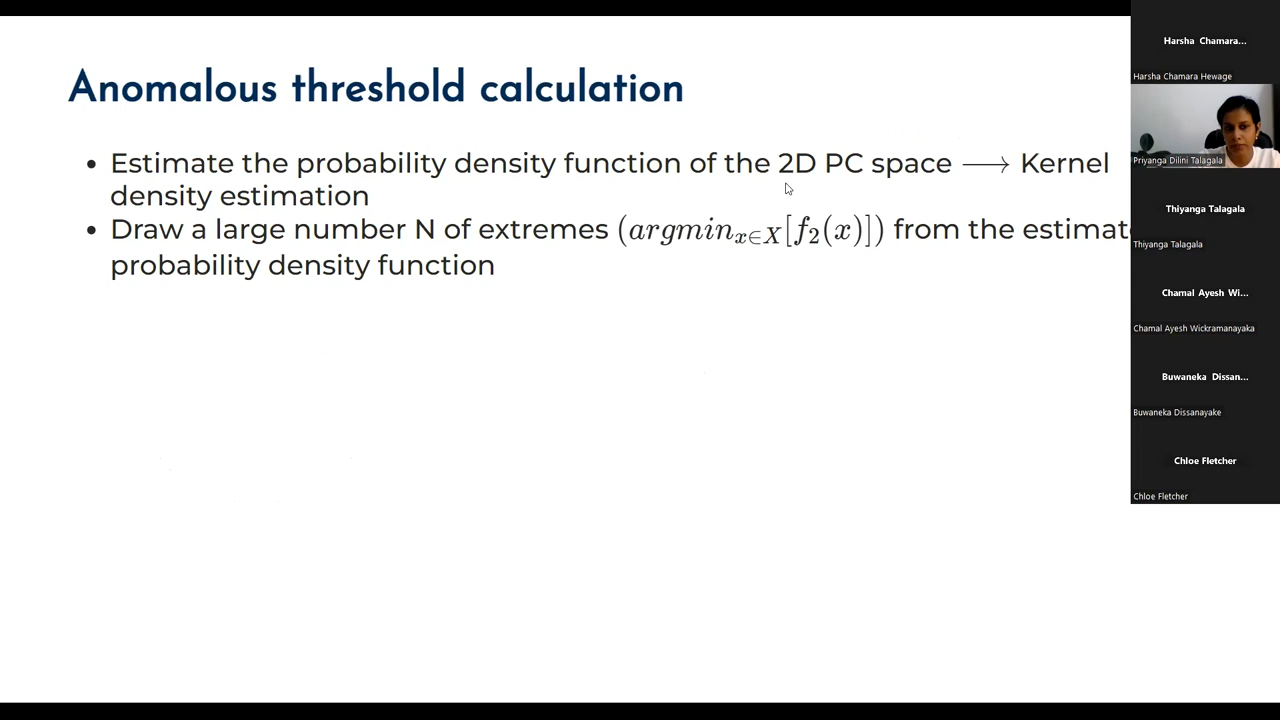 Anomalous threshold calculation
• Estimate the probability density function of the 2D PC space ⟶ Kernel
density estimation
• Draw a large number N of extremes (argmin_{x∈X}[f_2(x)]) from the estimat
probability density function
Harsha Chamara...
Harsha Chamara Hewage
Priyanga Dilini Talagala
Thiyanga Talagala
Thiyanga Talagala
Chamal Ayesh Wi...
Chamal Ayesh Wickramanayaka
Buwaneka Dissan...
Buwaneka Dissanayake
Chloe Fletcher
Chloe Fletcher